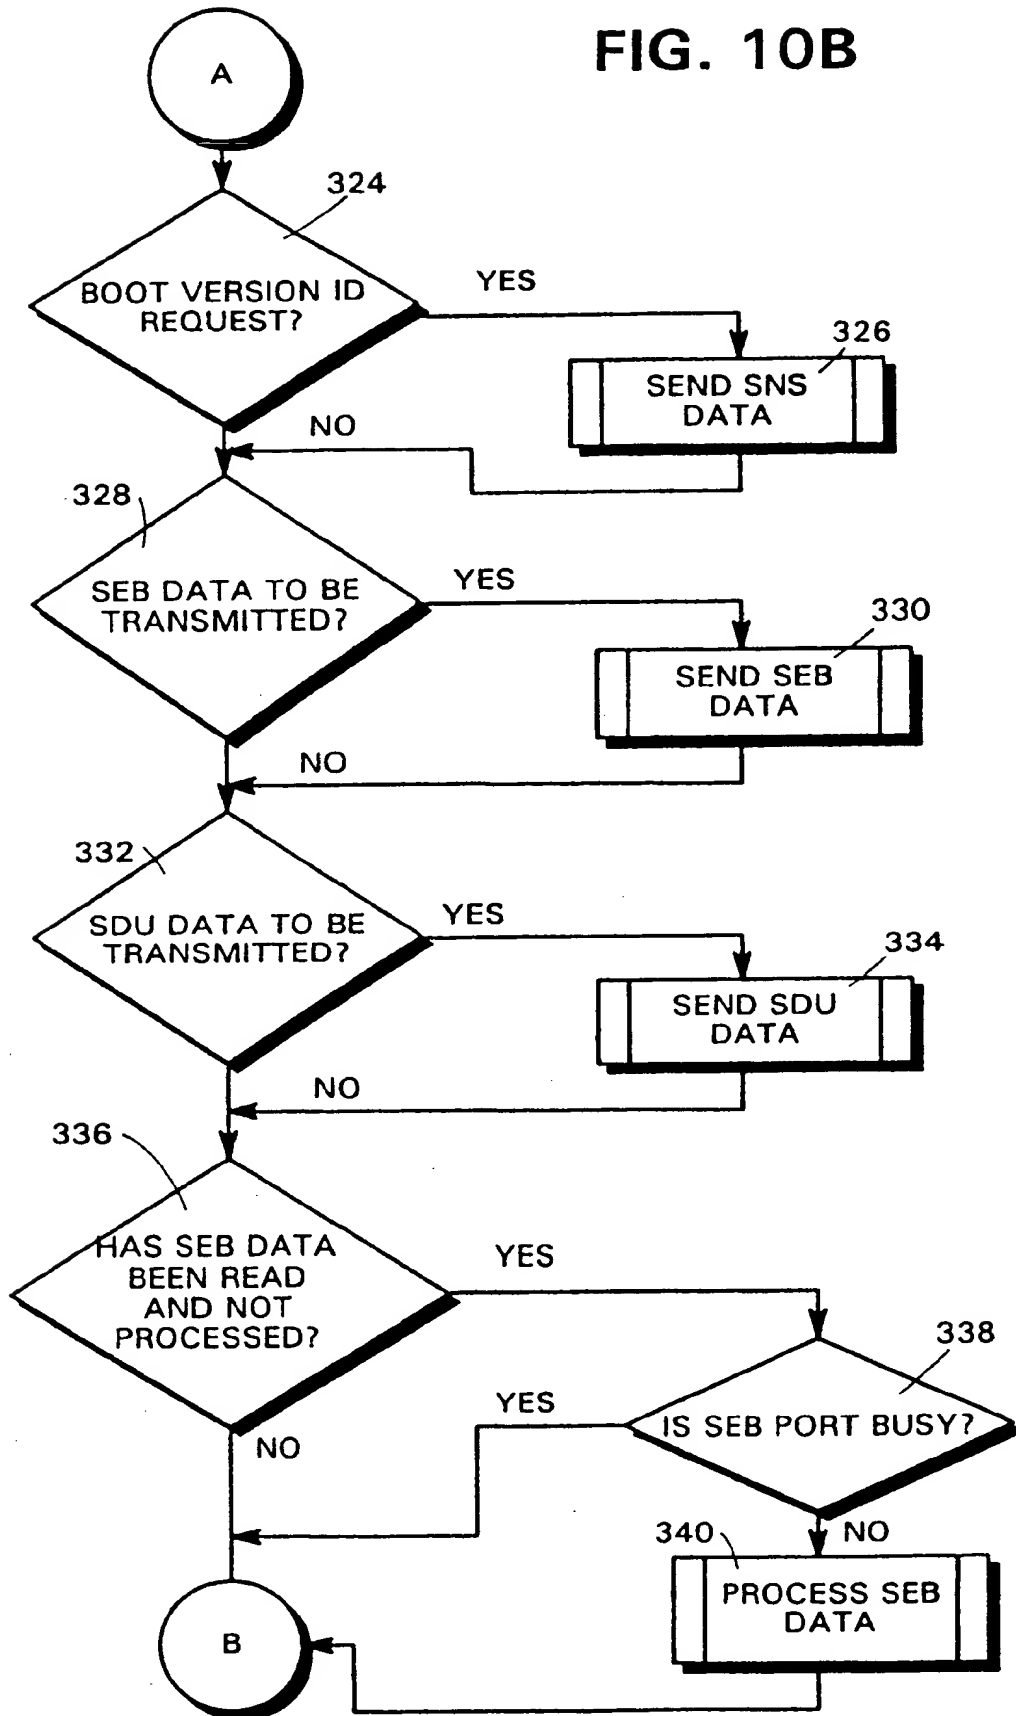 FIG. 10B
A
324
BOOT VERSION ID
REQUEST?
YES
326
SEND SNS
DATA
NO
328
SEB DATA TO BE
TRANSMITTED?
YES
330
SEND SEB
DATA
NO
332
SDU DATA TO BE
TRANSMITTED?
YES
334
SEND SDU
DATA
NO
336
HAS SEB DATA
BEEN READ
AND NOT
PROCESSED?
YES
338
IS SEB PORT BUSY?
YES
NO
NO
340
PROCESS SEB
DATA
B